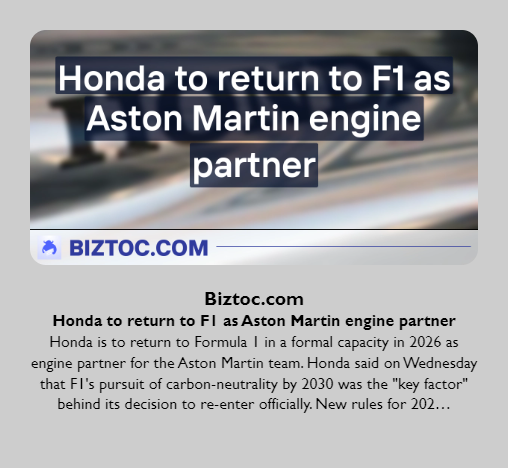 Honda to return to F1 as
Aston Martin engine
partner
BIZTOC.COM
Biztoc.com
Honda to return to F1 as Aston Martin engine partner
Honda is to return to Formula 1 in a formal capacity in 2026 as
engine partner for the Aston Martin team. Honda said on Wednesday
that F1's pursuit of carbon-neutrality by 2030 was the "key factor"
behind its decision to re-enter officially. New rules for 202…